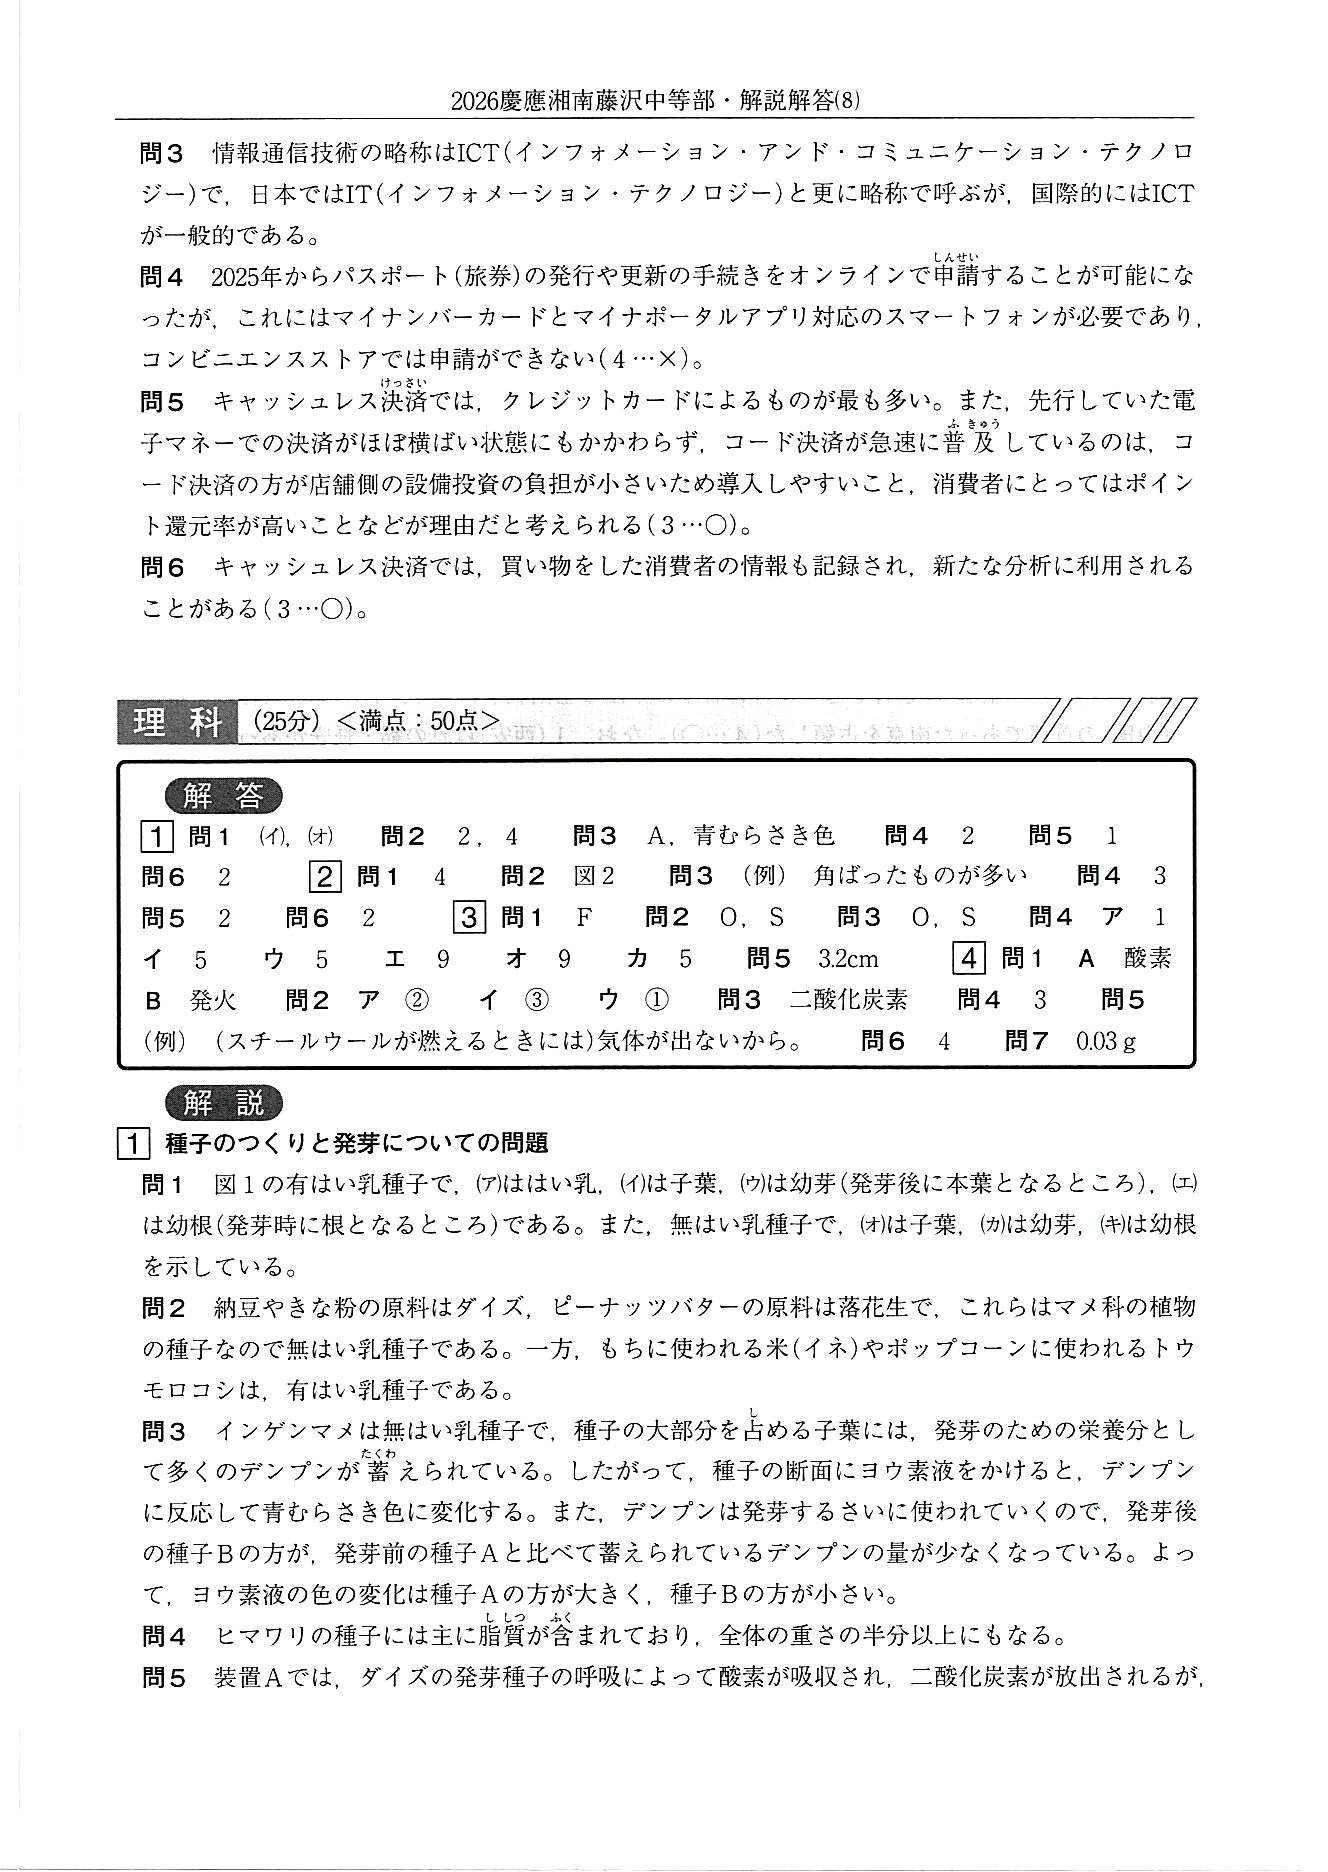 2026慶應湘南藤沢中等部・解説解答(8)
問3 情報通信技術の略称はICT(インフォメーション・アンド・コミュニケーション・テクノロ
ジー)で，日本ではIT(インフォメーション・テクノロジー)と更に略称で呼ぶが，国際的にはICT
が一般的である。
問4 2025年からパスポート(旅券)の発行や更新の手続きをオンラインで申請することが可能にな
ったが，これにはマイナンバーカードとマイナポータルアプリ対応のスマートフォンが必要であり，
コンビニエンスストアでは申請ができない(4…×)。
問5 キャッシュレス決済では，クレジットカードによるものが最も多い。また，先行していた電
子マネーでの決済がほぼ横ばい状態にもかかわらず，コード決済が急速に普及しているのは，コ
ード決済の方が店舗側の設備投資の負担が小さいため導入しやすいこと，消費者にとってはポイン
ト還元率が高いことなどが理由だと考えられる(3…○)。
問6 キャッシュレス決済では，買い物をした消費者の情報も記録され，新たな分析に利用される
ことがある(3…○)。
理科 (25分) <満点：50点>
解答
1 問1 (イ)，(オ) 問2 2，4 問3 A，青むらさき色 問4 2 問5 1
問6 2 2 問1 4 問2 図2 問3 (例) 角ばったものが多い 問4 3
問5 2 問6 2 3 問1 F 問2 O，S 問3 O，S 問4 ア 1
イ 5 ウ 5 エ 9 オ 9 カ 5 問5 3.2cm 4 問1 A 酸素
B 発火 問2 ア ② イ ③ ウ ① 問3 二酸化炭素 問4 3 問5
(例) (スチールウールが燃えるときには)気体が出ないから。 問6 4 問7 0.03g
解説
1 種子のつくりと発芽についての問題
問1 図1の有はい乳種子で，(ア)ははい乳，(イ)は子葉，(ウ)は幼芽(発芽後に本葉となるところ)，(エ)
は幼根(発芽時に根となるところ)である。また，無はい乳種子で，(オ)は子葉，(カ)は幼芽，(キ)は幼根
を示している。
問2 納豆やきな粉の原料はダイズ，ピーナッツバターの原料は落花生で，これらはマメ科の植物
の種子なので無はい乳種子である。一方，もちに使われる米(イネ)やポップコーンに使われるトウ
モロコシは，有はい乳種子である。
問3 インゲンマメは無はい乳種子で，種子の大部分を占める子葉には，発芽のための栄養分とし
て多くのデンプンが蓄えられている。したがって，種子の断面にヨウ素液をかけると，デンプン
に反応して青むらさき色に変化する。また，デンプンは発芽するさいに使われていくので，発芽後
の種子Bの方が，発芽前の種子Aと比べて蓄えられているデンプンの量が少なくなっている。よっ
て，ヨウ素液の色の変化は種子Aの方が大きく，種子Bの方が小さい。
問4 ヒマワリの種子には主に脂質が含まれており，全体の重さの半分以上にもなる。
問5 装置Aでは，ダイズの発芽種子の呼吸によって酸素が吸収され，二酸化炭素が放出されるが，